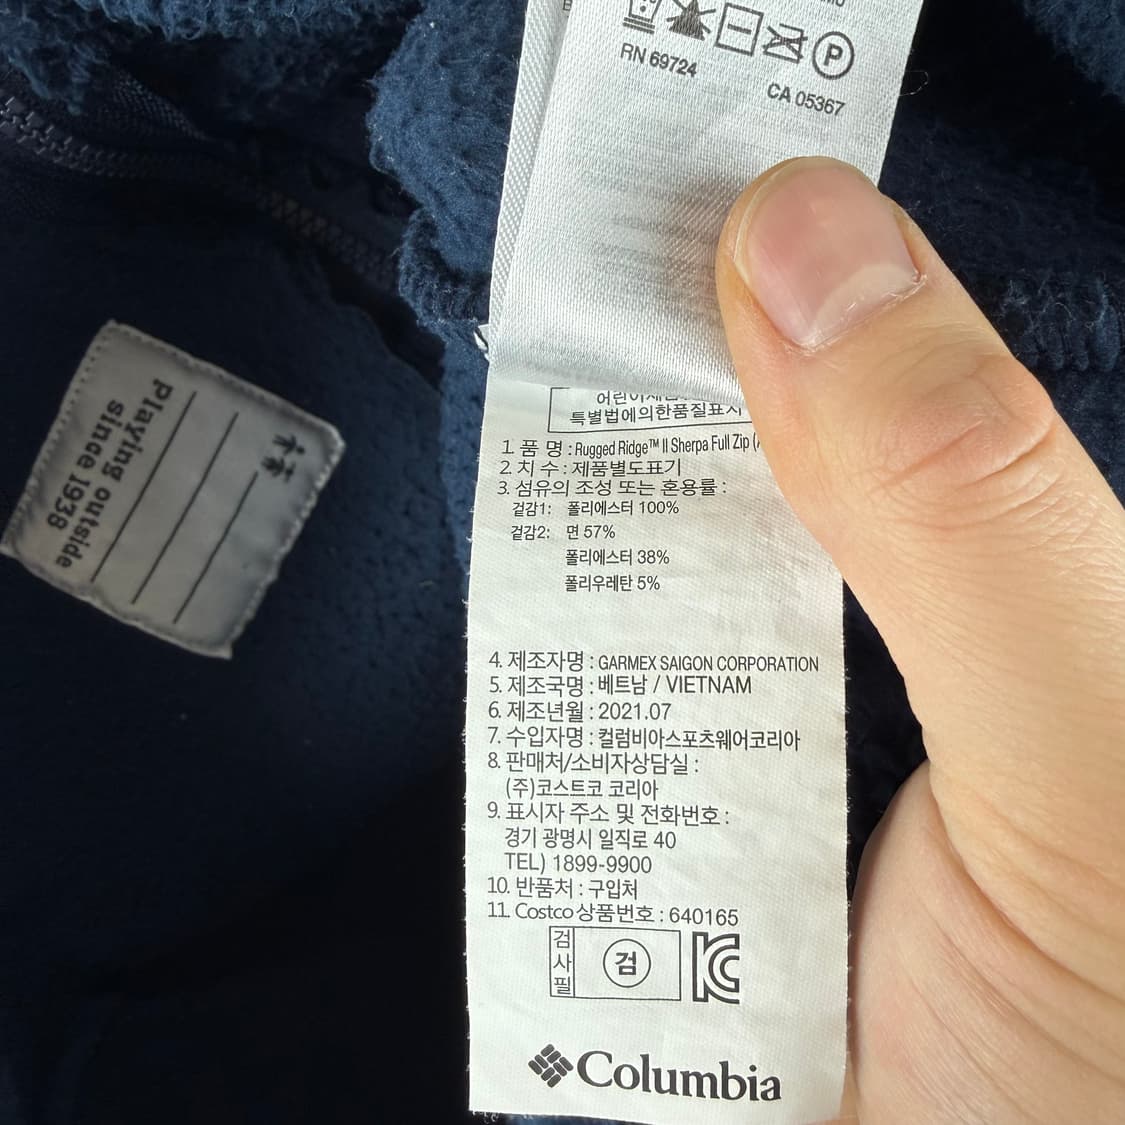 P
RN 69724
CA 05367
특별법에의한품질표시
1. 품 명 : Rugged Ridge™ II Sherpa Full Zip
2. 치 수 : 제품별도표기
3. 섬유의 조성 또는 혼용률 :
겉감1: 폴리에스터 100%
겉감2: 면 57%
폴리에스터 38%
폴리우레탄 5%
4. 제조자명 : GARMEX SAIGON CORPORATION
5. 제조국명 : 베트남 / VIETNAM
6. 제조년월 : 2021.07
7. 수입자명 : 컬럼비아스포츠웨어코리아
8. 판매처/소비자상담실 :
(주)코스트코 코리아
9. 표시자 주소 및 전화번호 :
경기 광명시 일직로 40
TEL) 1899-9900
10. 반품처 : 구입처
11. Costco 상품번호 : 640165
검사필
검
KC
Columbia
playing outside
since 1938